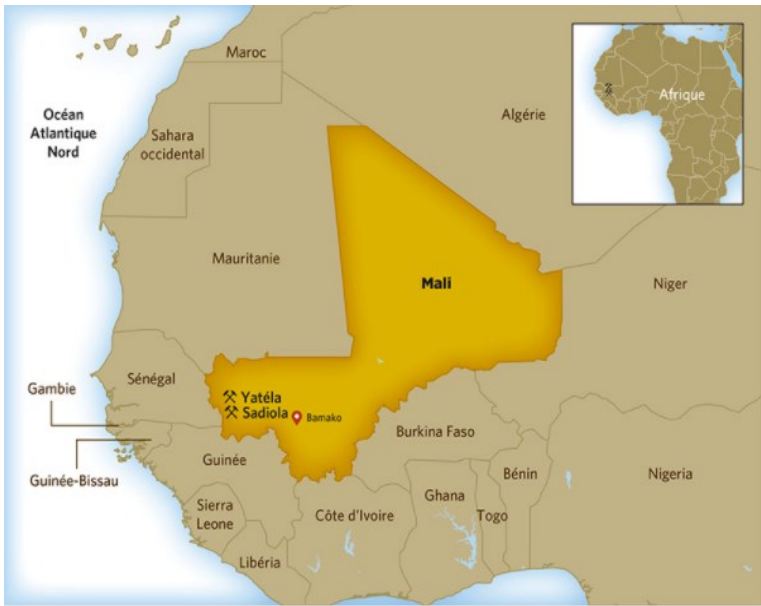 Maroc
Océan
Atlantique
Nord
Algérie
Afrique
Sahara
occidental
Mauritanie
Mali
Niger
Sénégal
Gambie
Yatéla
Sadiola
Bamako
Burkina Faso
Guinée
Guinée-Bissau
Bénin
Nigeria
Ghana
Sierra
Leone
Côte d'Ivoire
Togo
Libéria